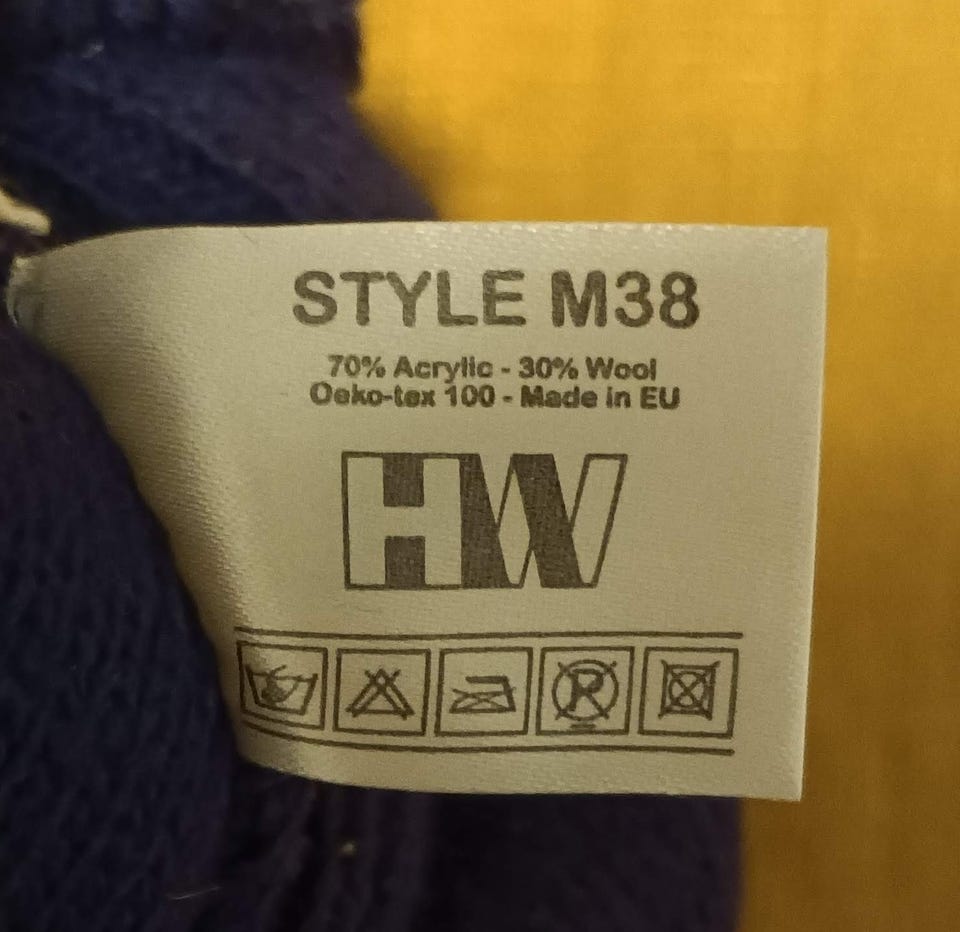 STYLE M38
70% Acrylic - 30% Wool
Oeko-tex 100 - Made in EU
HW
R